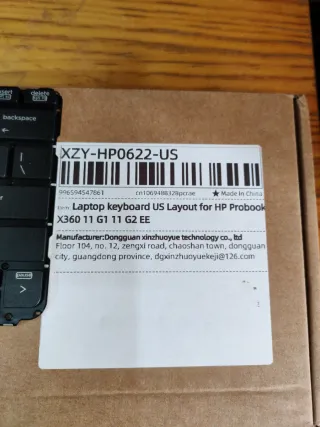 delete
backspace
XZY-HP0622-US
996594547861
★ Made In China
Laptop keyboard US Layout for HP Probook
X360 11 G1 11 G2 EE
Manufacturer:Dongguan xinzhuoyue technology co., ltd
Floor 104, no. 12, zengxi road, chaoshan town, dongguan
city, guangdong province, dgxinzhuoyuekeji@126.com